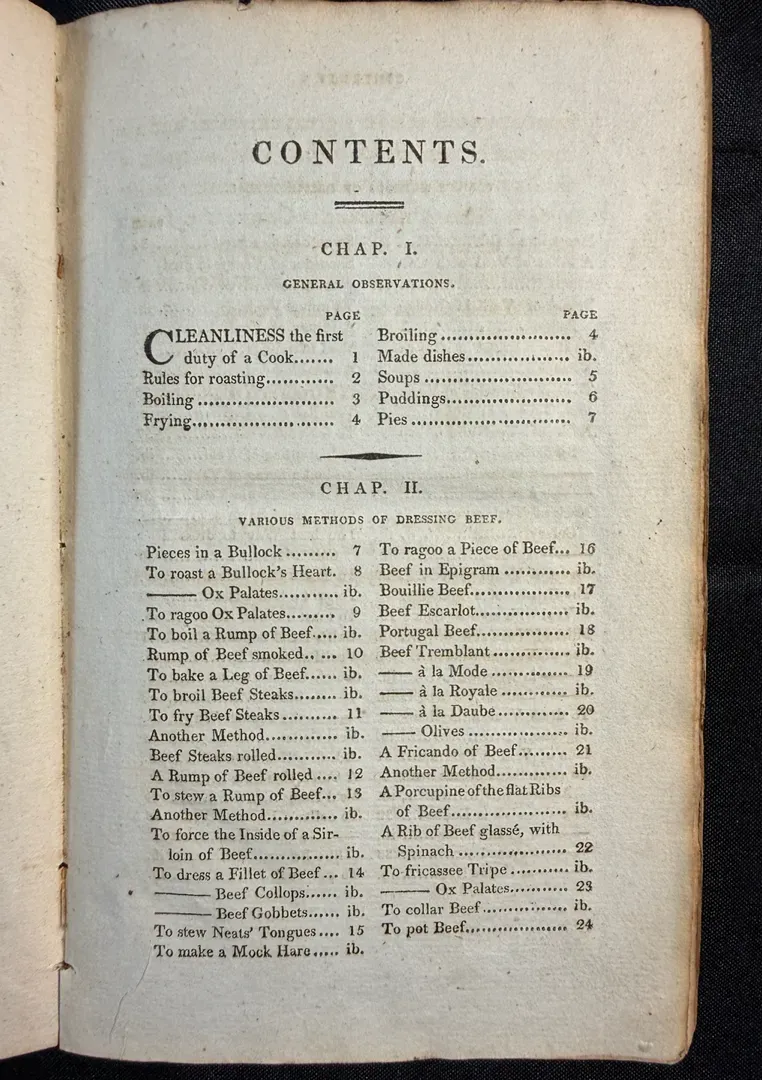 CONTENTS.
CHAP. I.
GENERAL OBSERVATIONS.
PAGE
CLEANLINESS the first
duty of a Cook....... 1
Rules for roasting............ 2
Boiling ........................ 3
Frying......................... 4
PAGE
Broiling ....................... 4
Made dishes.................. ib.
Soups .......................... 5
Puddings...................... 6
Pies ............................ 7
CHAP. II.
VARIOUS METHODS OF DRESSING BEEF.
Pieces in a Bullock ......... 7
To roast a Bullock's Heart. 8
——— Ox Palates........... ib.
To ragoo Ox Palates......... 9
To boil a Rump of Beef..... ib.
Rump of Beef smoked.. ... 10
To bake a Leg of Beef...... ib.
To broil Beef Steaks........ ib.
To fry Beef Steaks .......... 11
Another Method............. ib.
Beef Steaks rolled........... ib.
A Rump of Beef rolled .... 12
To stew a Rump of Beef... 13
Another Method............. ib.
To force the Inside of a Sir-
loin of Beef............... ib.
To dress a Fillet of Beef ... 14
——— Beef Collops...... ib.
——— Beef Gobbets...... ib.
To stew Neats' Tongues .... 15
To make a Mock Hare ..... ib.
To ragoo a Piece of Beef... 16
Beef in Epigram ............ ib.
Bouillie Beef.................. 17
Beef Escarlot................. ib.
Portugal Beef................. 18
Beef Tremblant .............. ib.
—— à la Mode .............. 19
—— à la Royale ............ ib.
—— à la Daube............. 20
—— Olives ................... ib.
A Fricando of Beef......... 21
Another Method............. ib.
A Porcupine of the flat Ribs
of Beef...................... ib.
A Rib of Beef glassé, with
Spinach .................... 22
To fricassee Tripe ........... ib.
——— Ox Palates........... 23
To collar Beef................ ib.
To pot Beef................... 24